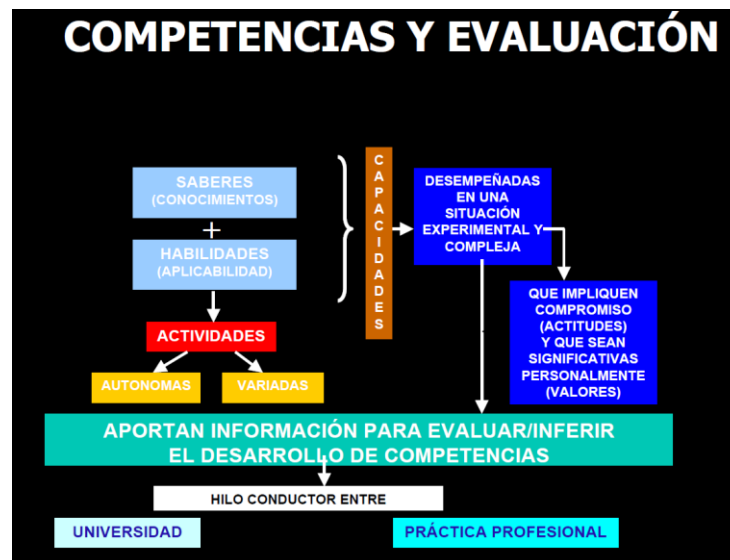 COMPETENCIAS Y EVALUACIÓN
SABERES
(CONOCIMIENTOS)
+
HABILIDADES
(APLICABILIDAD)
CAPACIDADES
DESEMPEÑADAS
EN UNA
SITUACIÓN
EXPERIMENTAL Y
COMPLEJA
QUE IMPLIQUEN
COMPROMISO
(ACTITUDES)
Y QUE SEAN
SIGNIFICATIVAS
PERSONALMENTE
(VALORES)
ACTIVIDADES
AUTONOMAS
VARIADAS
APORTAN INFORMACIÓN PARA EVALUAR/INFERIR
EL DESARROLLO DE COMPETENCIAS
HILO CONDUCTOR ENTRE
UNIVERSIDAD
PRÁCTICA PROFESIONAL